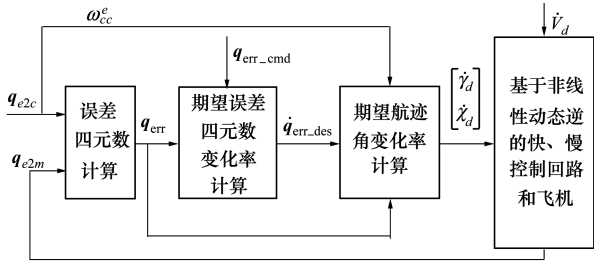 ω^e_cc
V̇_d
q_err_cmd
q_e2c
误差
四元数
计算
q_err
期望误差
四元数
变化率
计算
q̇_err_des
期望航迹
角变化率
计算
[γ̇_d
χ̇_d]
基于非线
性动态逆
的快、慢
控制回路
和飞机
q_e2m